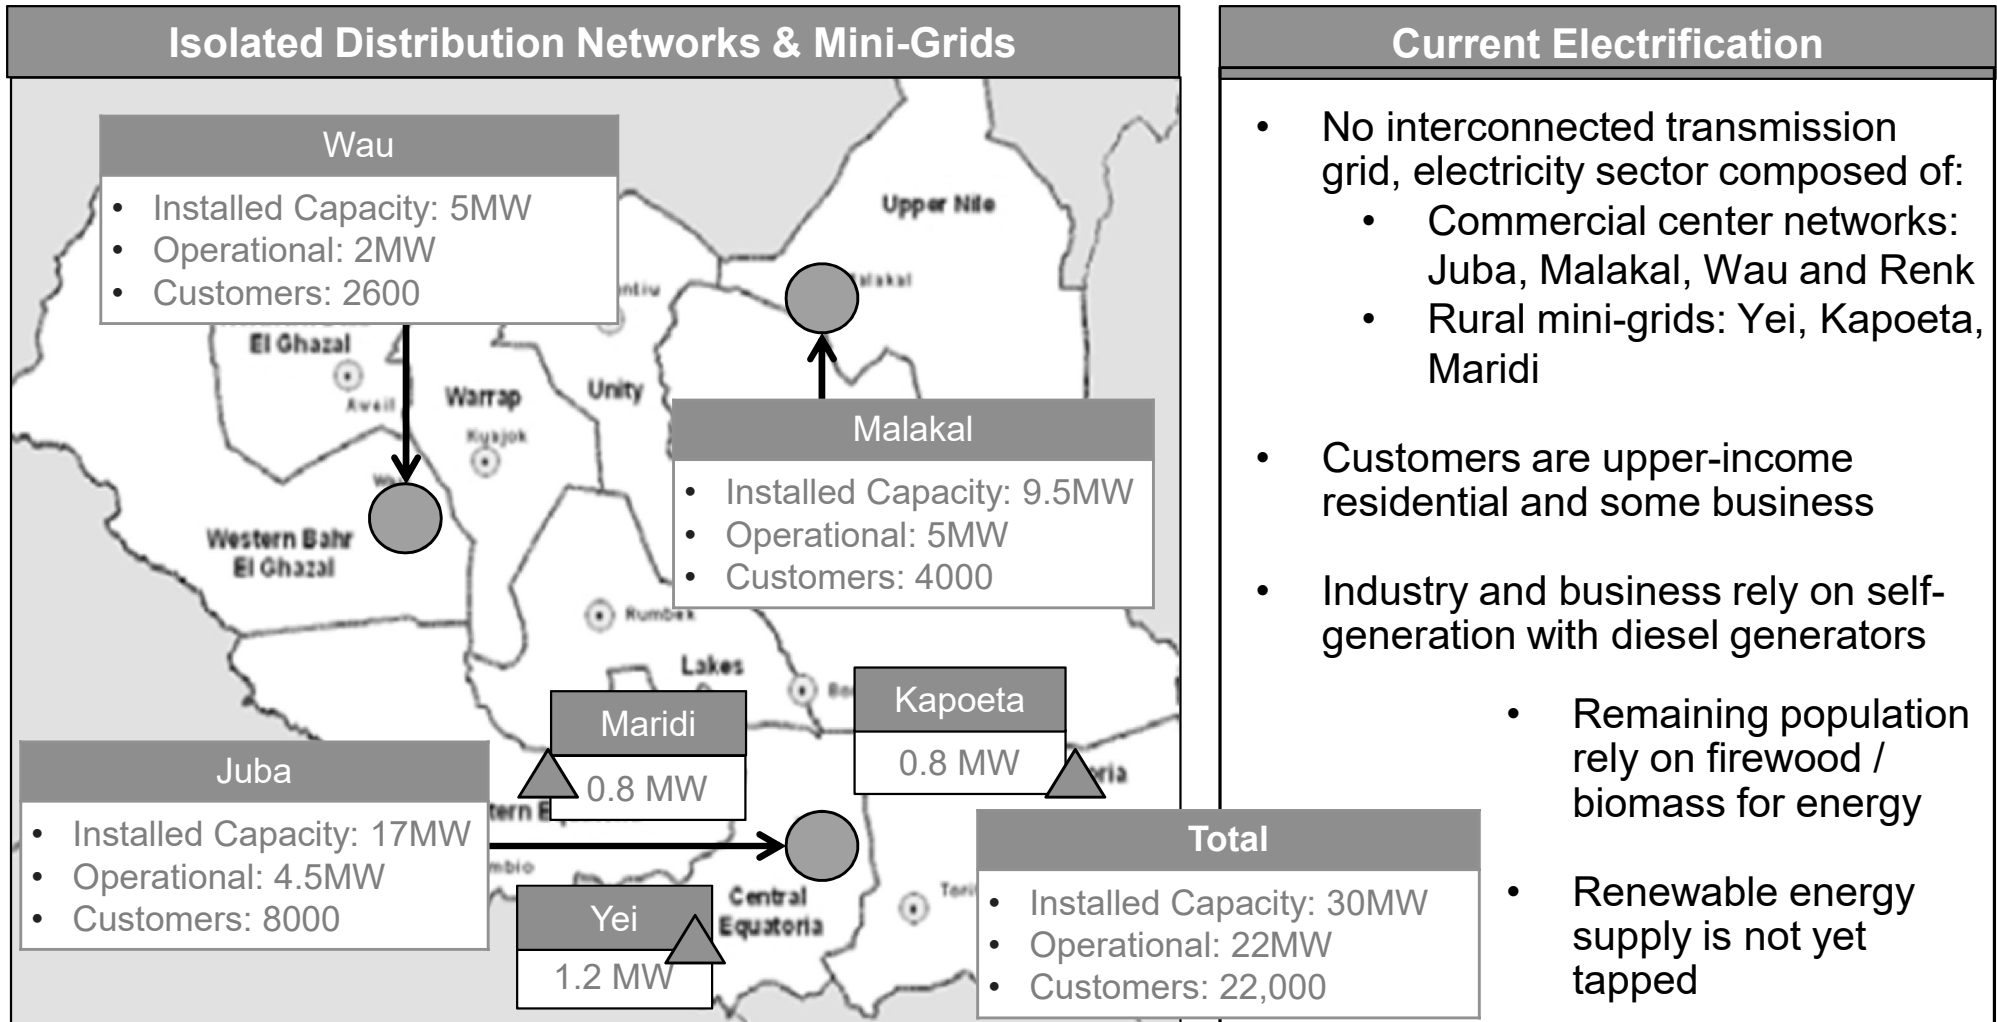 Isolated Distribution Networks & Mini-Grids
Wau
• Installed Capacity: 5MW
• Operational: 2MW
• Customers: 2600
Upper Nile
El Ghazal
Aweil
Warrap
Kuajok
Unity
Malakal
• Installed Capacity: 9.5MW
• Operational: 5MW
• Customers: 4000
Western Bahr
El Ghazal
Rumbek
Lakes
Maridi
0.8 MW
Kapoeta
0.8 MW
Juba
• Installed Capacity: 17MW
• Operational: 4.5MW
• Customers: 8000
Yei
1.2 MW
Central
Equatoria
Total
• Installed Capacity: 30MW
• Operational: 22MW
• Customers: 22,000
Current Electrification
• No interconnected transmission
grid, electricity sector composed of:
• Commercial center networks:
Juba, Malakal, Wau and Renk
• Rural mini-grids: Yei, Kapoeta,
Maridi
• Customers are upper-income
residential and some business
• Industry and business rely on self-
generation with diesel generators
• Remaining population
rely on firewood /
biomass for energy
• Renewable energy
supply is not yet
tapped